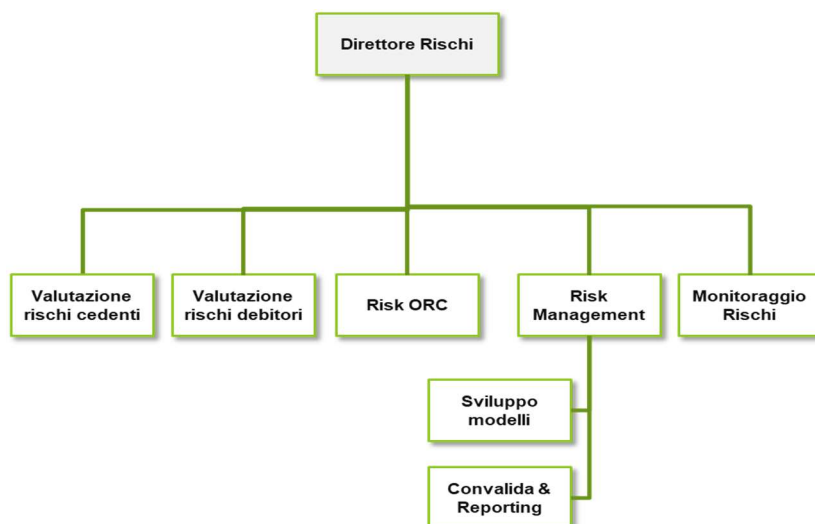 Direttore Rischi
Valutazione
rischi cedenti
Valutazione
rischi debitori
Risk ORC
Risk
Management
Monitoraggio
Rischi
Sviluppo
modelli
Convalida &
Reporting